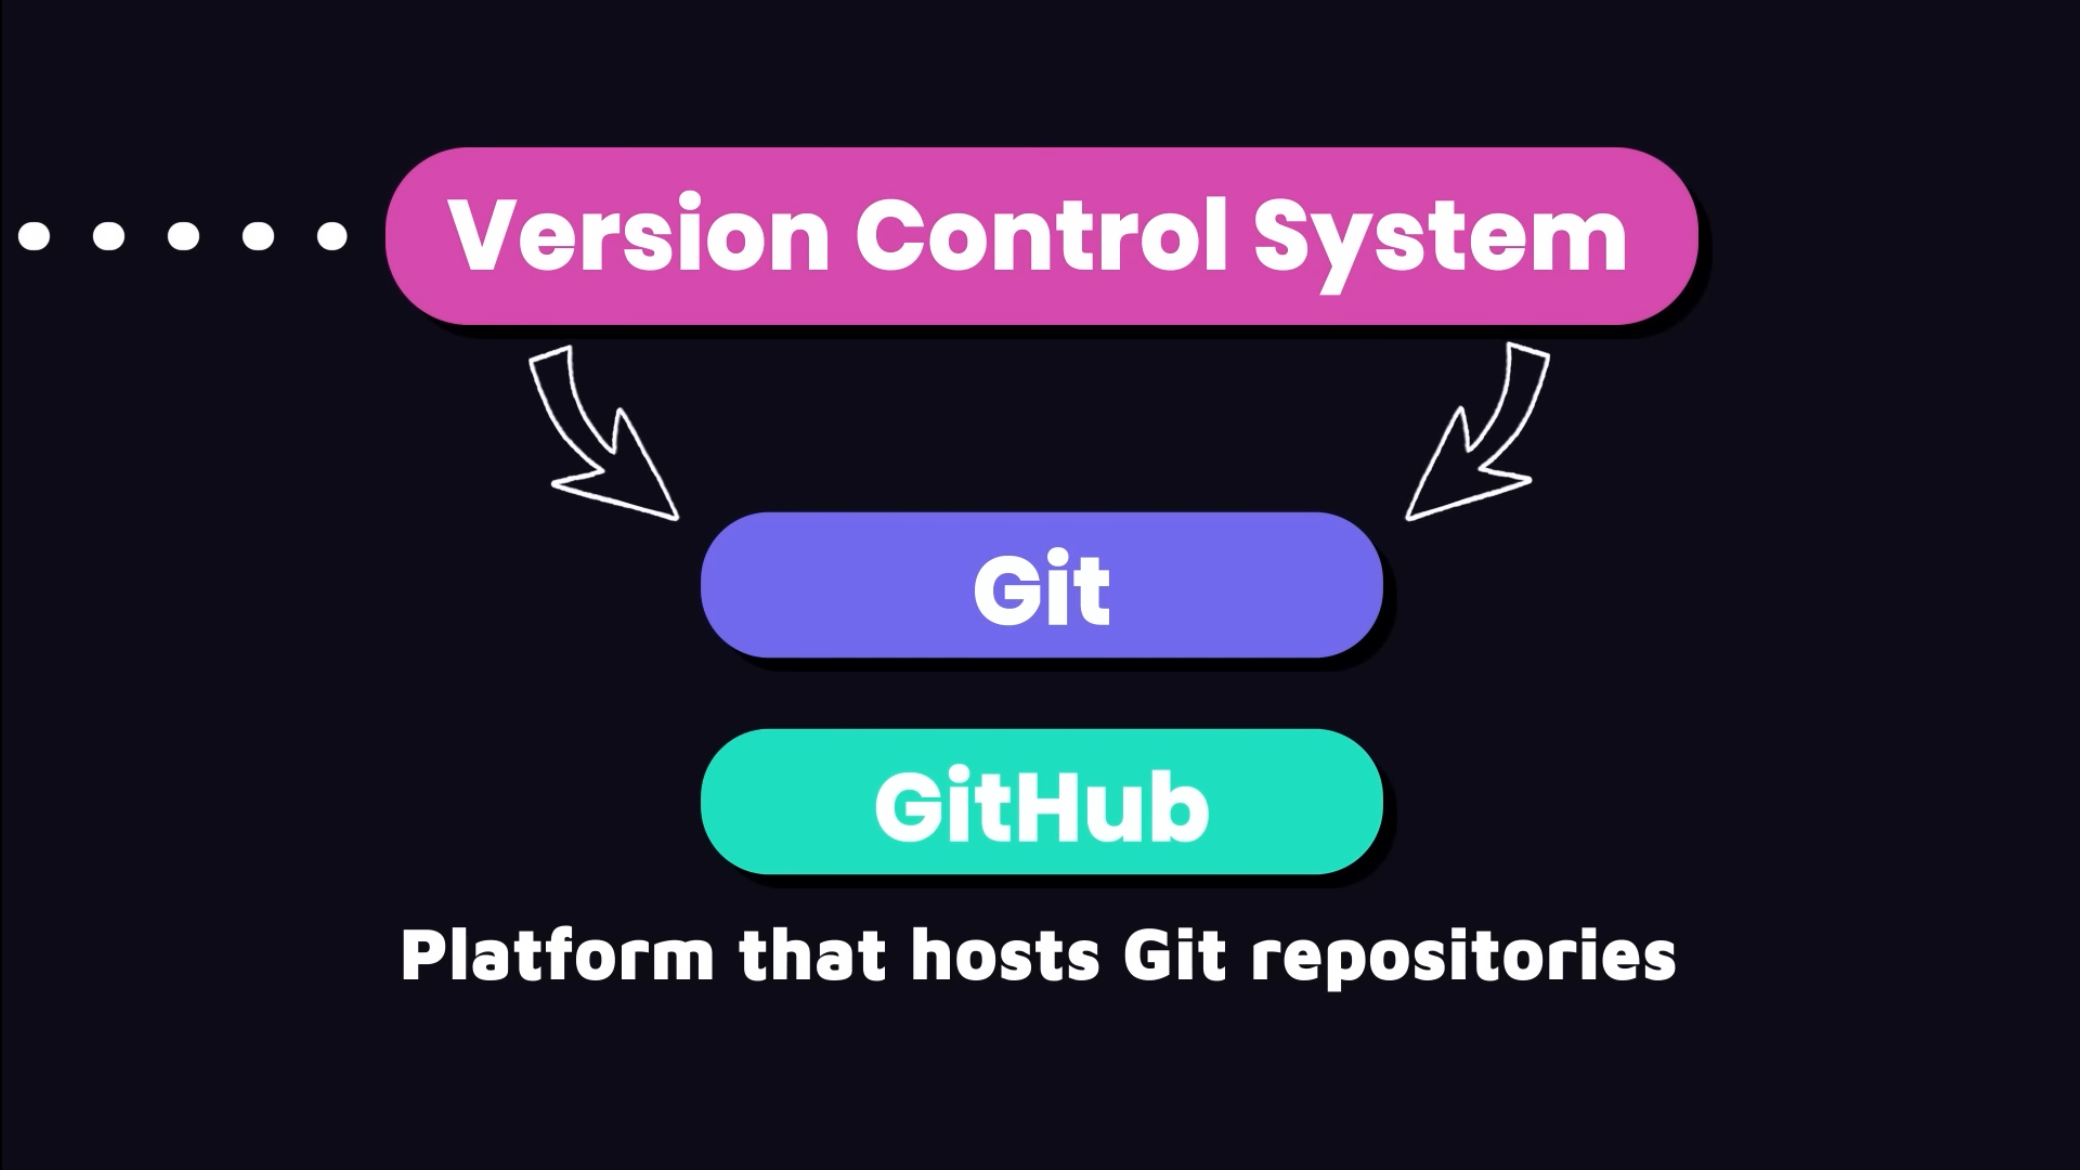 Version Control System
Git
GitHub
Platform that hosts Git repositories